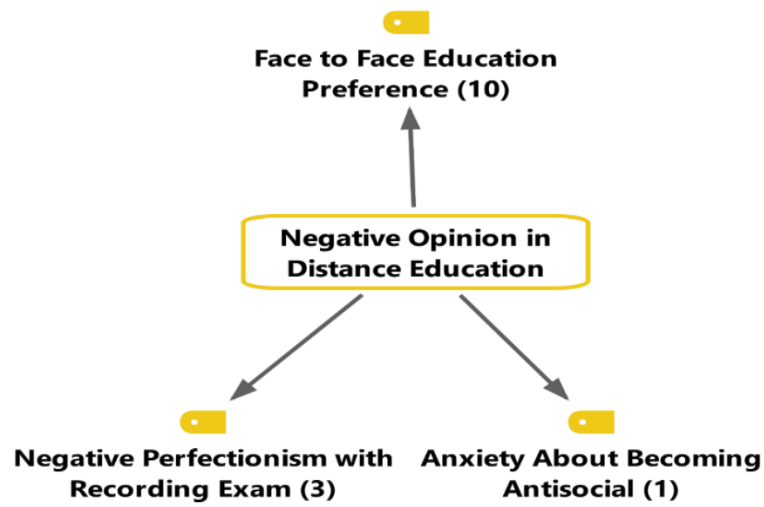 Face to Face Education
Preference (10)
Negative Opinion in
Distance Education
Negative Perfectionism with
Recording Exam (3)
Anxiety About Becoming
Antisocial (1)